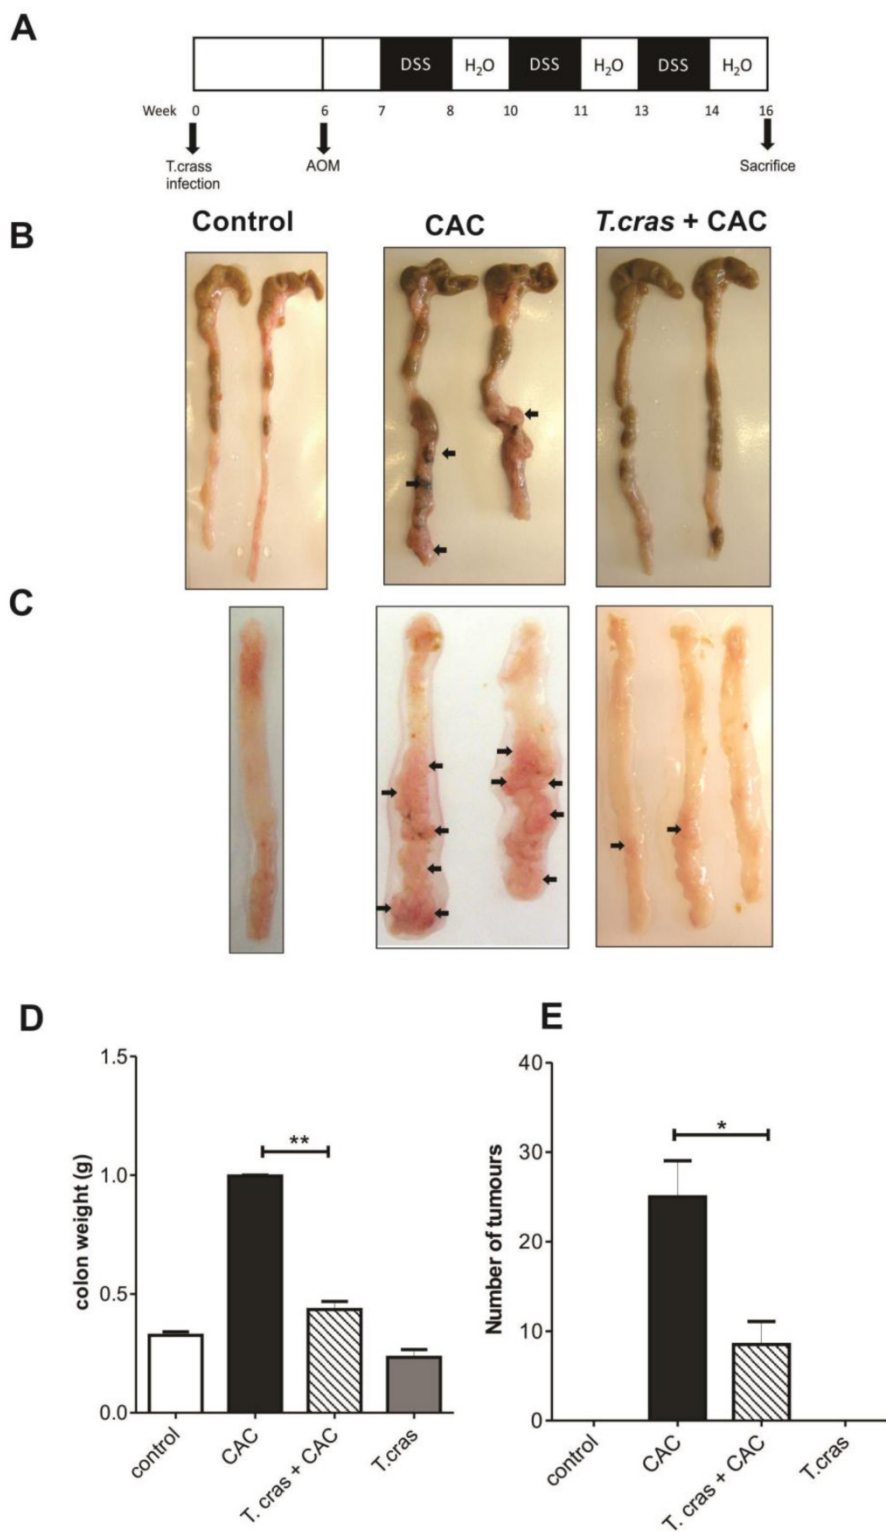 A
DSS H₂O DSS H₂O DSS H₂O
Week 0 6 7 8 10 11 13 14 16
T.crass
infection
AOM
Sacrifice
B
Control CAC T.cras + CAC
C
D
colon weight (g)
1.5
1.0
0.5
0.0
**
control CAC T. cras + CAC T.cras
E
Number of tumours
40
30
20
10
0
*
control CAC T. cras + CAC T.cras